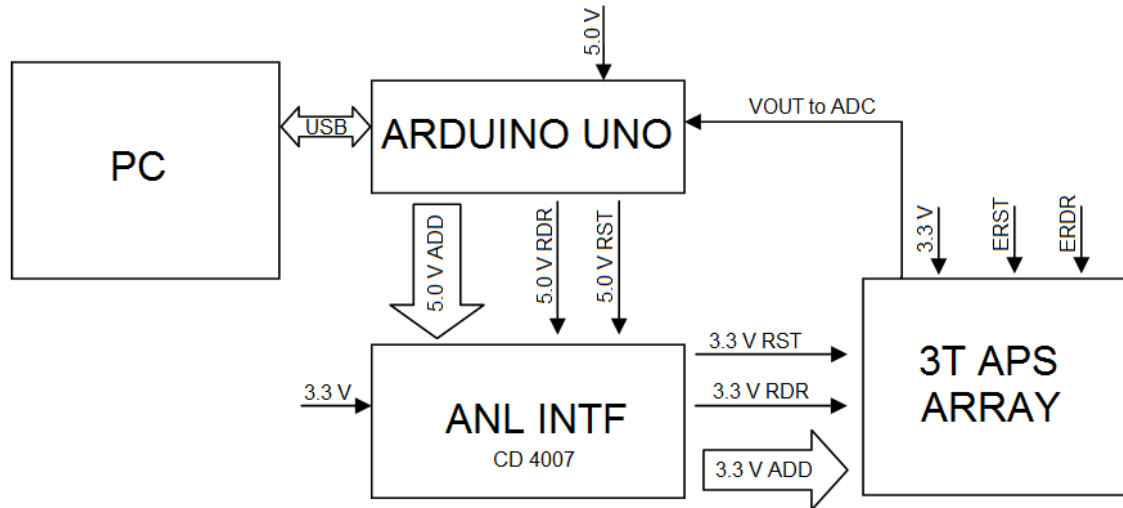 5.0 V
PC
USB
ARDUINO UNO
VOUT to ADC
5.0 V ADD
5.0 V RDR
5.0 V RST
3.3 V
ERST
ERDR
3.3 V
ANL INTF
CD 4007
3.3 V RST
3.3 V RDR
3.3 V ADD
3T APS
ARRAY